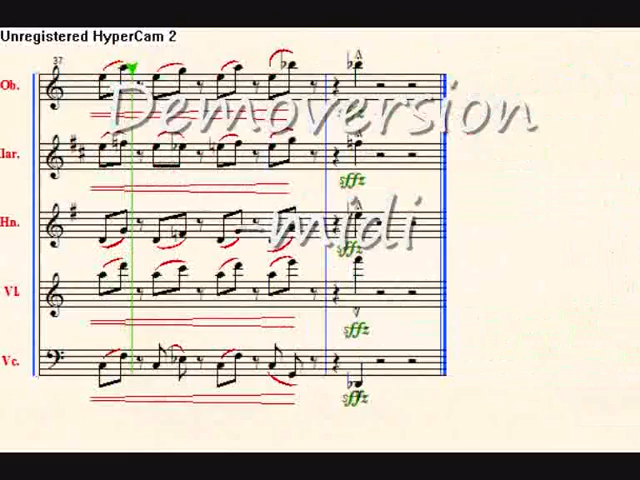 Unregistered HyperCam 2
37
Ob.
Demoversion
lar.
sffz
Hn.
-midi
sffz
Vl.
sffz
Vc.
sffz